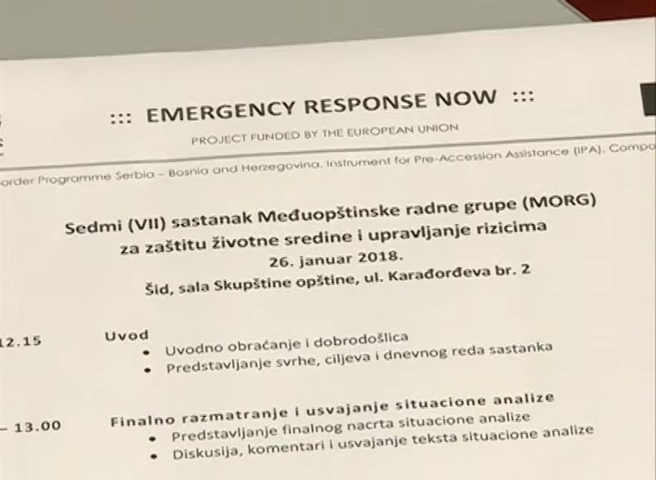 ::: EMERGENCY RESPONSE NOW :::
PROJECT FUNDED BY THE EUROPEAN UNION
order Programme Serbia – Bosnia and Herzegovina, Instrument for Pre-Accession Assistance (IPA), Compo
Sedmi (VII) sastanak Međuopštinske radne grupe (MORG)
za zaštitu životne sredine i upravljanje rizicima
26. januar 2018.
Šid, sala Skupštine opštine, ul. Karađorđeva br. 2
12.15 Uvod
• Uvodno obraćanje i dobrodošlica
• Predstavljanje svrhe, ciljeva i dnevnog reda sastanka
– 13.00 Finalno razmatranje i usvajanje situacione analize
• Predstavljanje finalnog nacrta situacione analize
• Diskusija, komentari i usvajanje teksta situacione analize